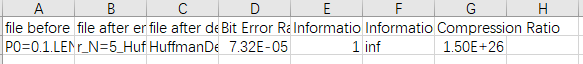 A B C D E F G H
file before file after er file after de Bit Error Ra Informatio Informatio Compression Ratio
P0=0.1.LEN r_N=5_Huf HuffmanDe 7.32E-05 1 inf 1.50E+26